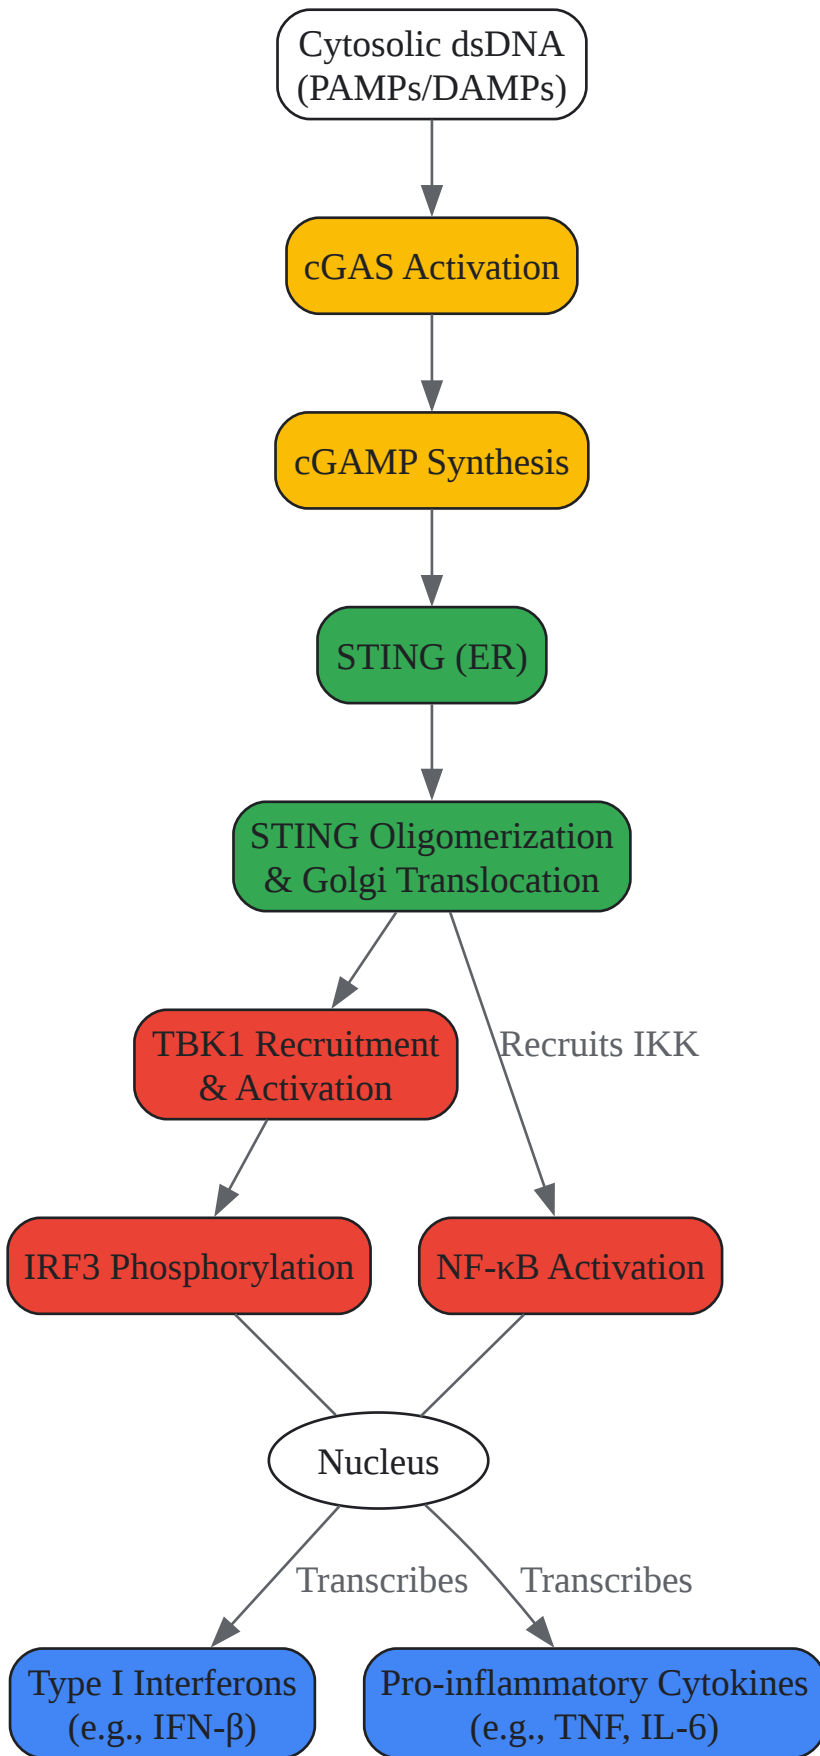 Cytosolic dsDNA
(PAMPs/DAMPs)
cGAS Activation
cGAMP Synthesis
STING (ER)
STING Oligomerization
& Golgi Translocation
TBK1 Recruitment
& Activation
Recruits IKK
IRF3 Phosphorylation
NF-κB Activation
Nucleus
Transcribes
Transcribes
Type I Interferons
(e.g., IFN-β)
Pro-inflammatory Cytokines
(e.g., TNF, IL-6)